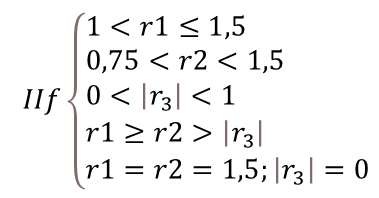 1 < r1 ≤ 1,5
0,75 < r2 < 1,5
IIf { 0 < |r₃| < 1
r1 ≥ r2 > |r₃|
r1 = r2 = 1,5; |r₃| = 0